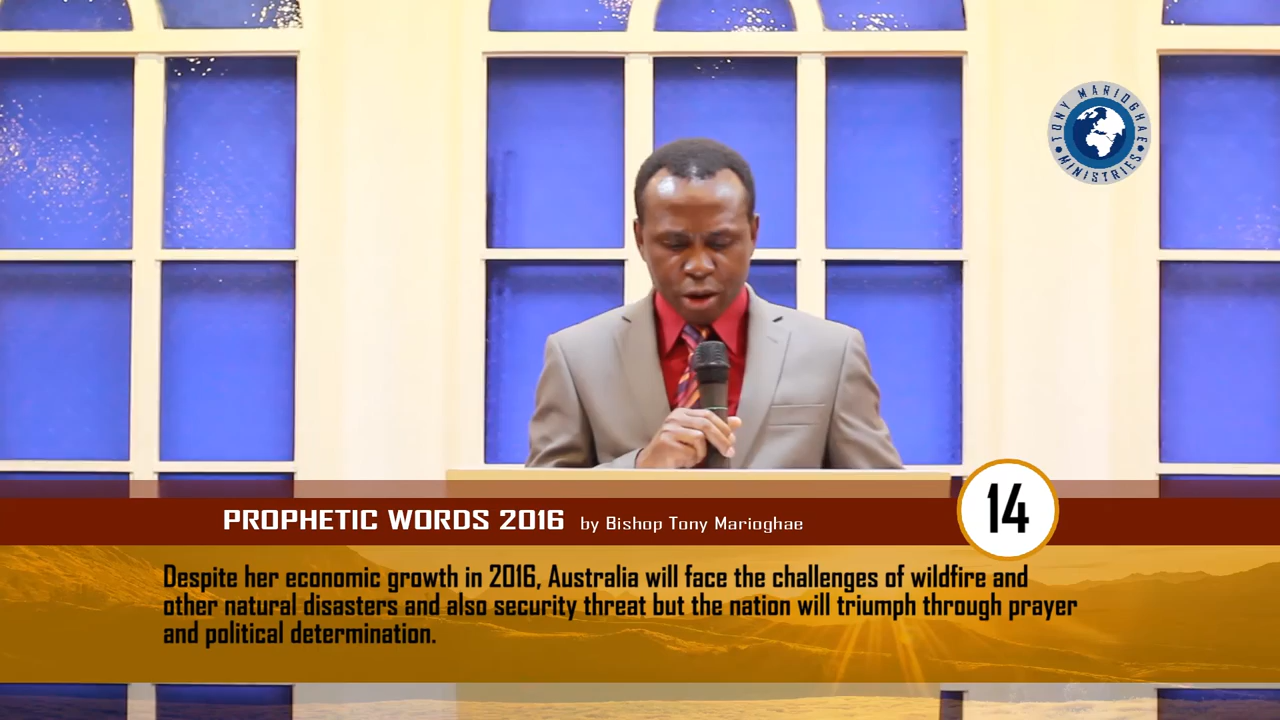 TONY MARIOGHAE
MINISTRIES
14
PROPHETIC WORDS 2016 by Bishop Tony Marioghae
Despite her economic growth in 2016, Australia will face the challenges of wildfire and
other natural disasters and also security threat but the nation will triumph through prayer
and political determination.